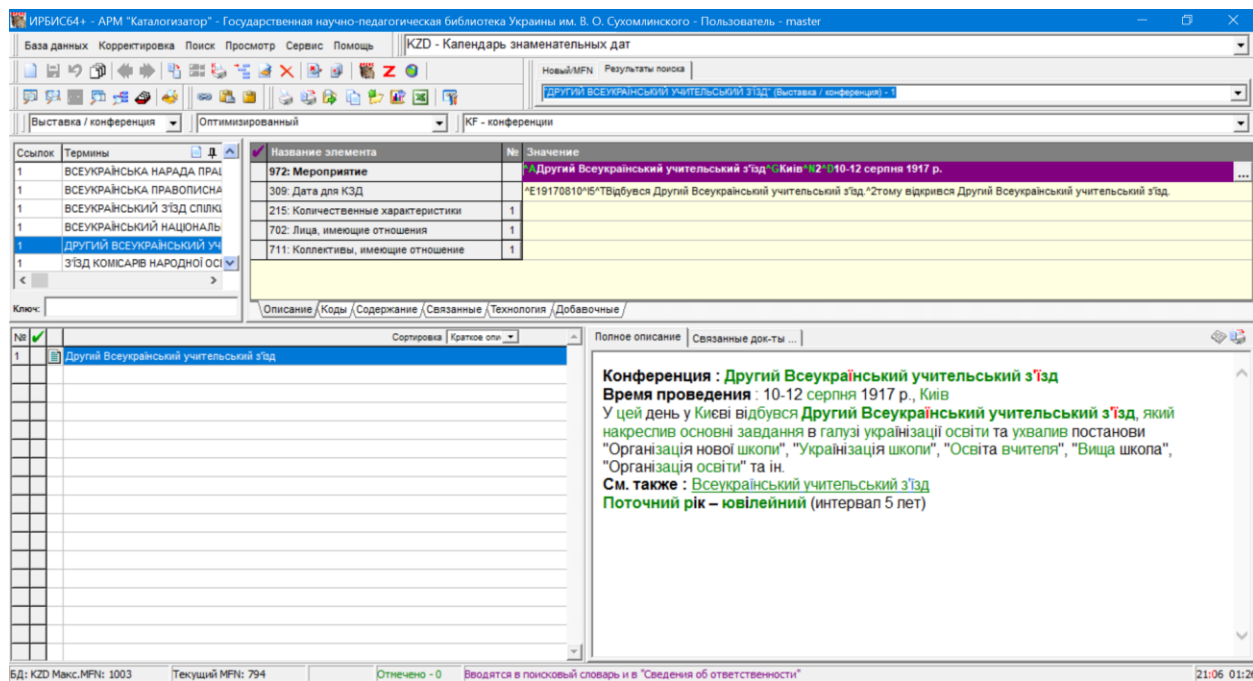 ИРБИС64+ - АРМ "Каталогизатор" - Государственная научно-педагогическая библиотека Украины им. В. О. Сухомлинского - Пользователь - master
База данных Корректировка Поиск Просмотр Сервис Помощь
KZD - Календарь знаменательных дат
Новый/MFN Результаты поиска
"ДРУГИЙ ВСЕУКРАЇНСЬКИЙ УЧИТЕЛЬСЬКИЙ З'ЇЗД" (Выставка / конференция) - 1
Выставка / конференция Оптимизированный KF - конференции
Ссылок Термины
1 ВСЕУКРАЇНСЬКА НАРАДА ПРАЦ
1 ВСЕУКРАЇНСЬКА ПРАВОПИСНА
1 ВСЕУКРАЇНСЬКИЙ З'ЇЗД СПІЛКИ
1 ВСЕУКРАЇНСЬКИЙ НАЦІОНАЛЬ
1 ДРУГИЙ ВСЕУКРАЇНСЬКИЙ УЧ
1 З'ЇЗД КОМІСАРІВ НАРОДНОЇ ОСІ
Ключ:
Название элемента № Значение
972: Мероприятие ^AДругий Всеукраїнський учительський з'їзд^GКиїв^N2^D10-12 серпня 1917 р.
309: Дата для КЗД ^E19170810^I5^TВідбувся Другий Всеукраїнський учительський з'їзд.^2тому відкрився Другий Всеукраїнський учительський з'їзд.
215: Количественные характеристики 1
702: Лица, имеющие отношения 1
711: Коллективы, имеющие отношение 1
Описание Коды Содержание Связанные Технология Добавочные
№ Сортировка Краткое опи
1 Другий Всеукраїнський учительський з'їзд
Полное описание Связанные док-ты ...
Конференция : Другий Всеукраїнський учительський з'їзд
Время проведения : 10-12 серпня 1917 р., Київ
У цей день у Києві відбувся Другий Всеукраїнський учительський з'їзд, який
накреслив основні завдання в галузі українізації освіти та ухвалив постанови
"Організація нової школи", "Українізація школи", "Освіта вчителя", "Вища школа",
"Організація освіти" та ін.
См. также : Всеукраїнський учительський з'їзд
Поточний рік – ювілейний (интервал 5 лет)
БД: KZD Макс.MFN: 1003 Текущий MFN: 794 Отмечено - 0 Вводятся в поисковый словарь и в "Сведения об ответственности" 21:06